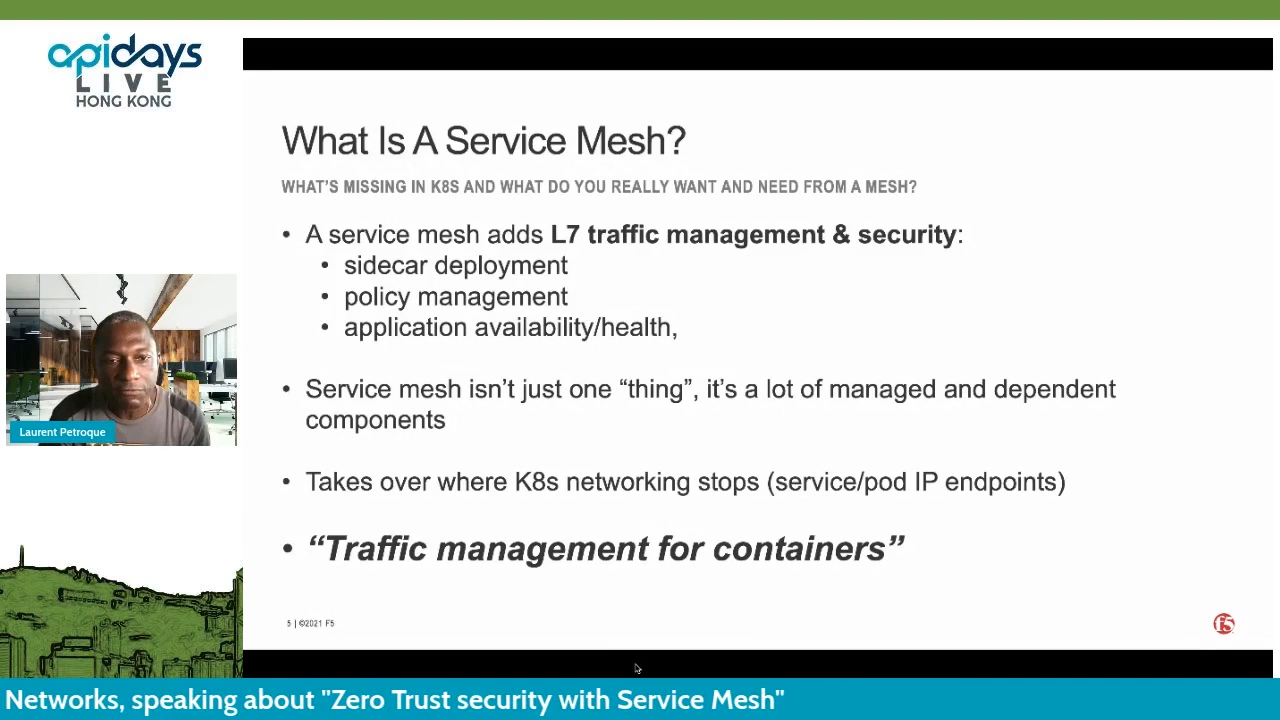 apidays
LIVE
HONG KONG
What Is A Service Mesh?
WHAT'S MISSING IN K8S AND WHAT DO YOU REALLY WANT AND NEED FROM A MESH?
• A service mesh adds L7 traffic management & security:
• sidecar deployment
• policy management
• application availability/health,
• Service mesh isn't just one “thing”, it's a lot of managed and dependent
components
• Takes over where K8s networking stops (service/pod IP endpoints)
• “Traffic management for containers”
5 | ©2021 F5
f5
Laurent Petroque
Networks, speaking about "Zero Trust security with Service Mesh"